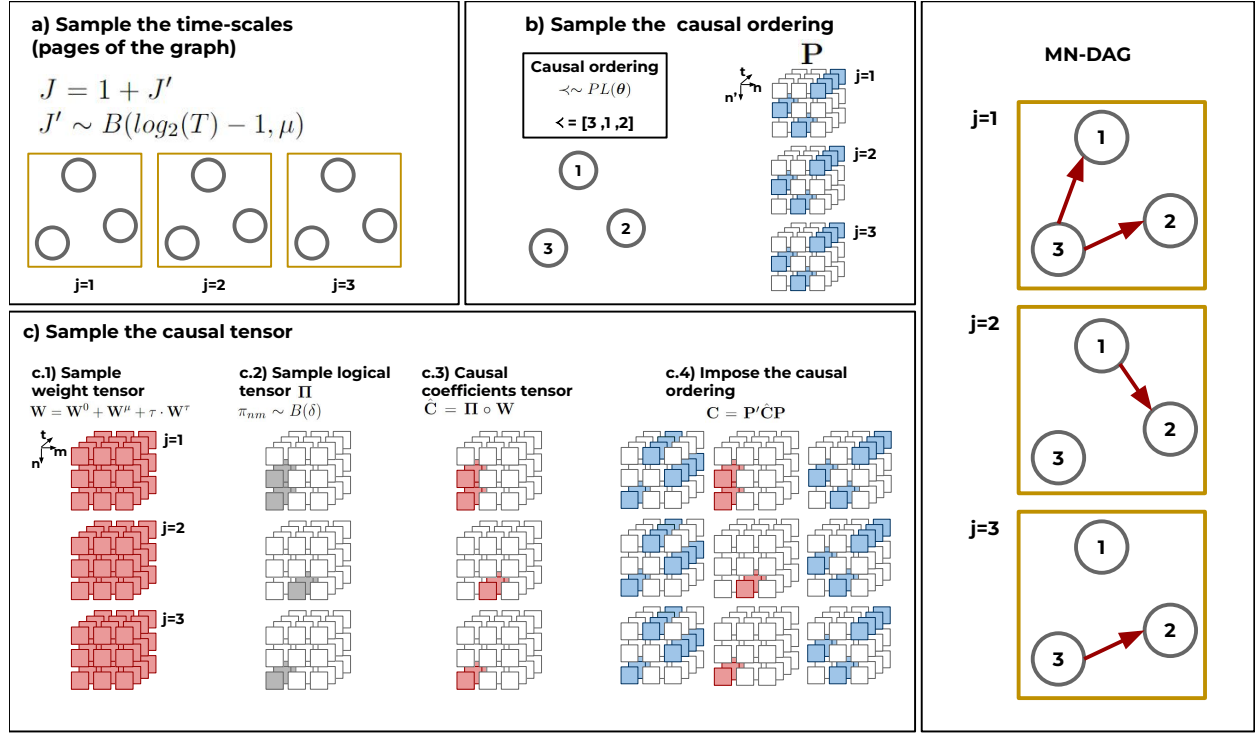 a) Sample the time-scales
(pages of the graph)
J = 1 + J′
J′ ∼ B(log₂(T) − 1, μ)
j=1
j=2
j=3
b) Sample the causal ordering
Causal ordering
≺∼ PL(θ)
≺ = [3 ,1 ,2]
1
2
3
P
t
n
n'
j=1
j=2
j=3
c) Sample the causal tensor
c.1) Sample
weight tensor
W = W⁰ + W^μ + τ · W^τ
t
m
n
j=1
j=2
j=3
c.2) Sample logical
tensor Π
π_nm ∼ B(δ)
c.3) Causal
coefficients tensor
Ĉ = Π ∘ W
c.4) Impose the causal
ordering
C = P′ĈP
MN-DAG
j=1
1
2
3
j=2
1
2
3
j=3
1
2
3